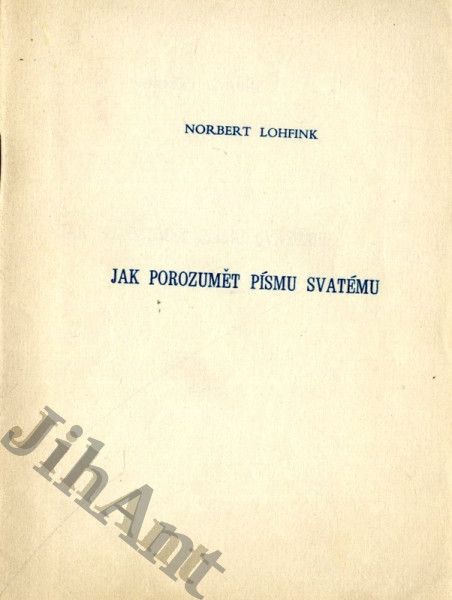 NORBERT LOHFINK
JAK POROZUMĚT PÍSMU SVATÉMU
JihAnt